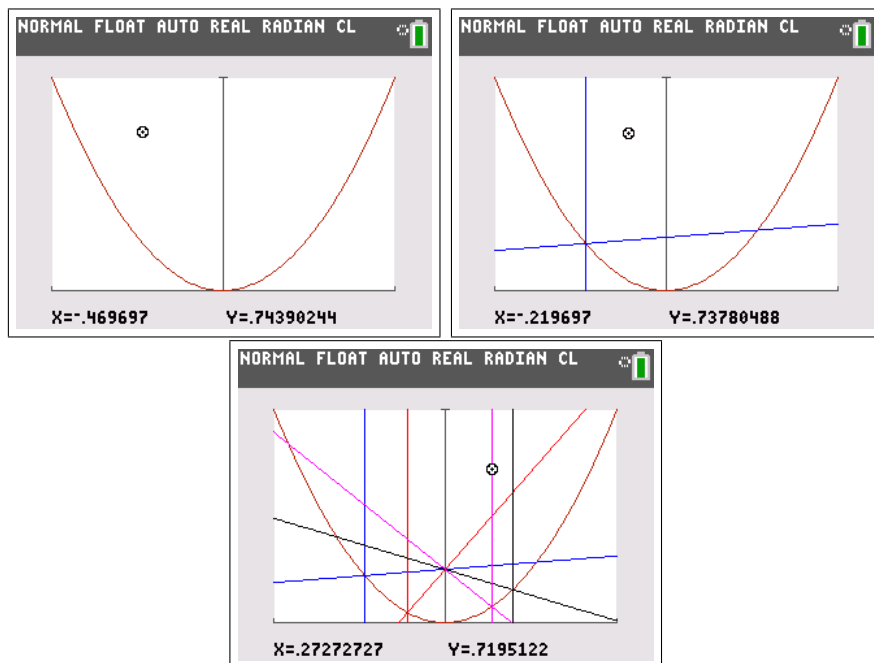 NORMAL FLOAT AUTO REAL RADIAN CL
X=⁻.469697 Y=.74390244
NORMAL FLOAT AUTO REAL RADIAN CL
X=⁻.219697 Y=.73780488
NORMAL FLOAT AUTO REAL RADIAN CL
X=.27272727 Y=.7195122